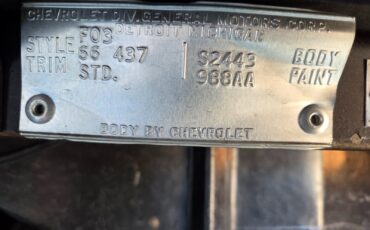 CHEVROLET DIV. GENERAL MOTORS CORP.
DETROIT MICHIGAN
F03
STYLE 56 437 S2443 BODY
TRIM STD. 988AA PAINT
BODY BY CHEVROLET